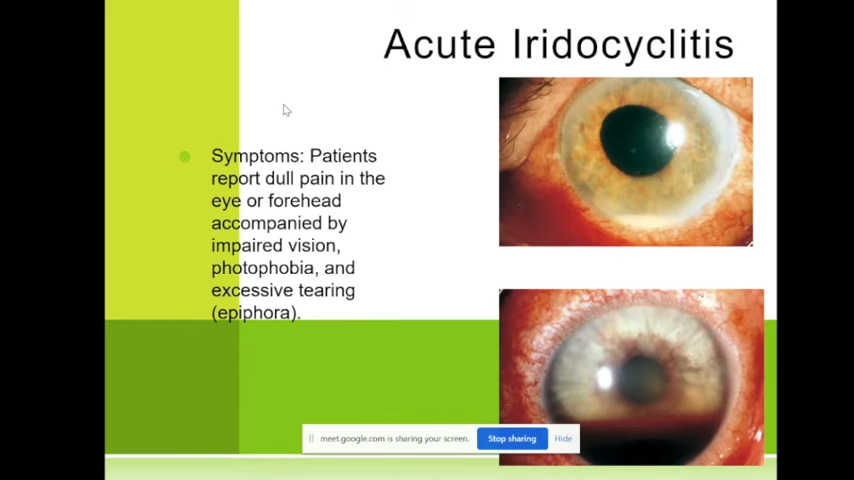 Acute Iridocyclitis
Symptoms: Patients
report dull pain in the
eye or forehead
accompanied by
impaired vision,
photophobia, and
excessive tearing
(epiphora).
meet.google.com is sharing your screen.
Stop sharing
Hide